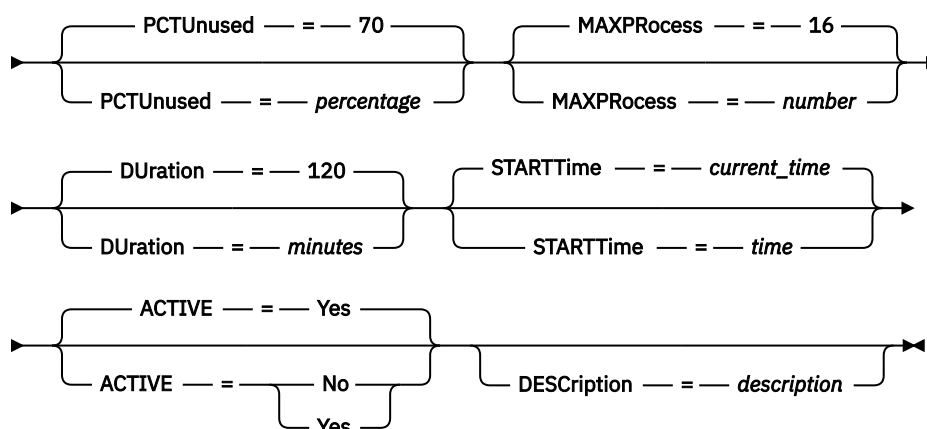 PCTUnused = 70 MAXPRocess = 16
PCTUnused = percentage MAXPRocess = number
DUration = 120 STARTTime = current_time
DUration = minutes STARTTime = time
ACTIVE = Yes
ACTIVE = No DESCription = description
Yes